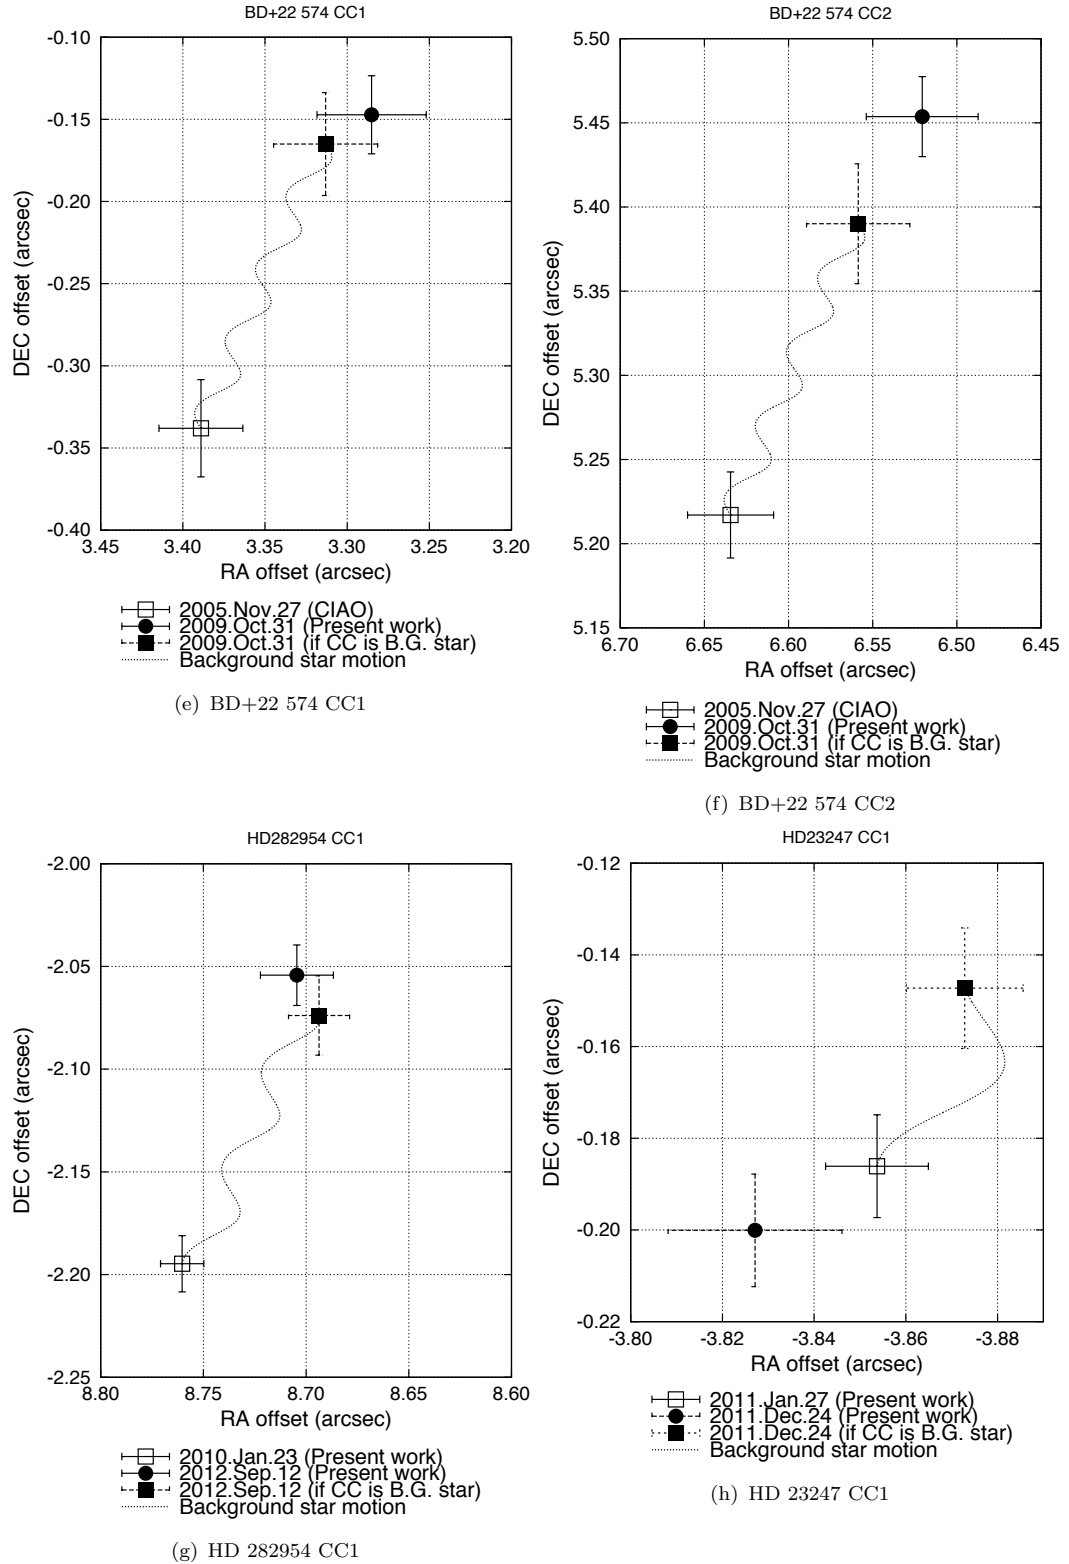 BD+22 574 CC1
-0.10
-0.15
-0.20
-0.25
-0.30
-0.35
-0.40
DEC offset (arcsec)
3.45 3.40 3.35 3.30 3.25 3.20
RA offset (arcsec)
2005.Nov.27 (CIAO)
2009.Oct.31 (Present work)
2009.Oct.31 (if CC is B.G. star)
Background star motion
(e) BD+22 574 CC1
BD+22 574 CC2
5.50
5.45
5.40
5.35
5.30
5.25
5.20
5.15
DEC offset (arcsec)
6.70 6.65 6.60 6.55 6.50 6.45
RA offset (arcsec)
2005.Nov.27 (CIAO)
2009.Oct.31 (Present work)
2009.Oct.31 (if CC is B.G. star)
Background star motion
(f) BD+22 574 CC2
HD282954 CC1
-2.00
-2.05
-2.10
-2.15
-2.20
-2.25
DEC offset (arcsec)
8.80 8.75 8.70 8.65 8.60
RA offset (arcsec)
2010.Jan.23 (Present work)
2012.Sep.12 (Present work)
2012.Sep.12 (if CC is B.G. star)
Background star motion
(g) HD 282954 CC1
HD23247 CC1
-0.12
-0.14
-0.16
-0.18
-0.20
-0.22
DEC offset (arcsec)
-3.80 -3.82 -3.84 -3.86 -3.88
RA offset (arcsec)
2011.Jan.27 (Present work)
2011.Dec.24 (Present work)
2011.Dec.24 (if CC is B.G. star)
Background star motion
(h) HD 23247 CC1